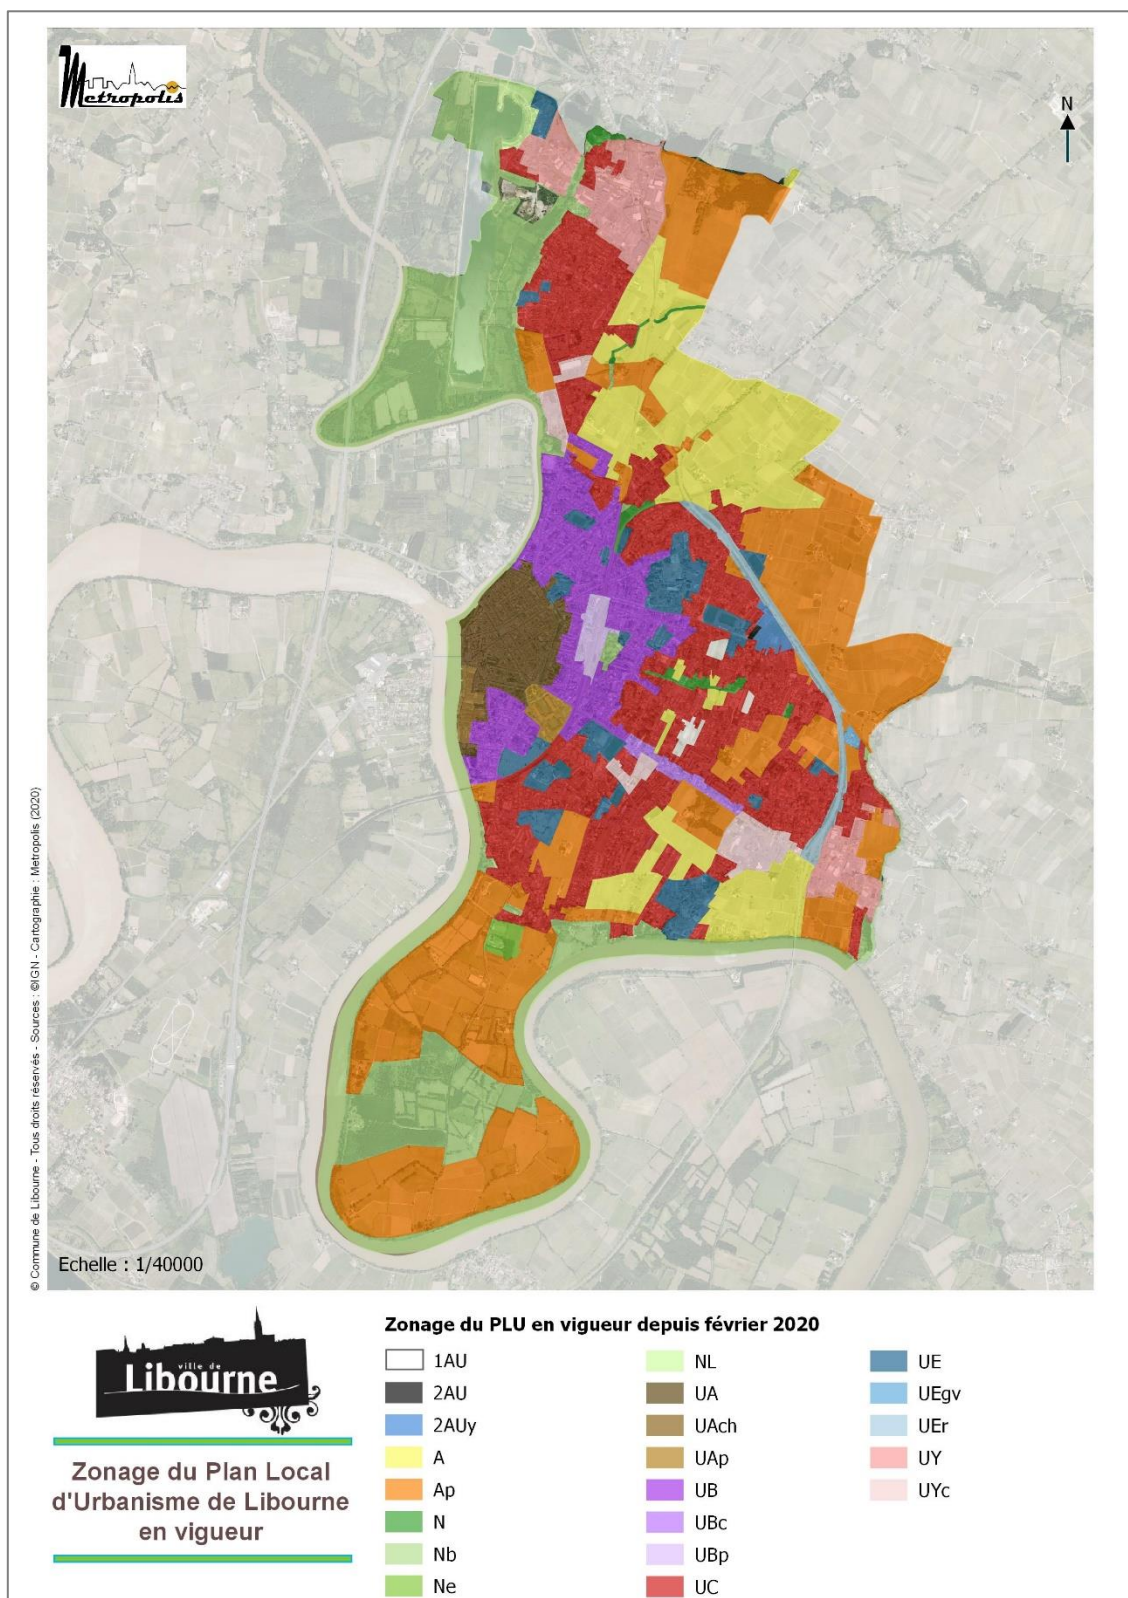 Metropolis
N
© Commune de Libourne - Tous droits réservés - Sources : ©IGN - Cartographie : Metropolis (2020)
Echelle : 1/40000
ville de
Libourne
Zonage du Plan Local
d'Urbanisme de Libourne
en vigueur
Zonage du PLU en vigueur depuis février 2020
1AU
2AU
2AUy
A
Ap
N
Nb
Ne
NL
UA
UAch
UAp
UB
UBc
UBp
UC
UE
UEgv
UEr
UY
UYc